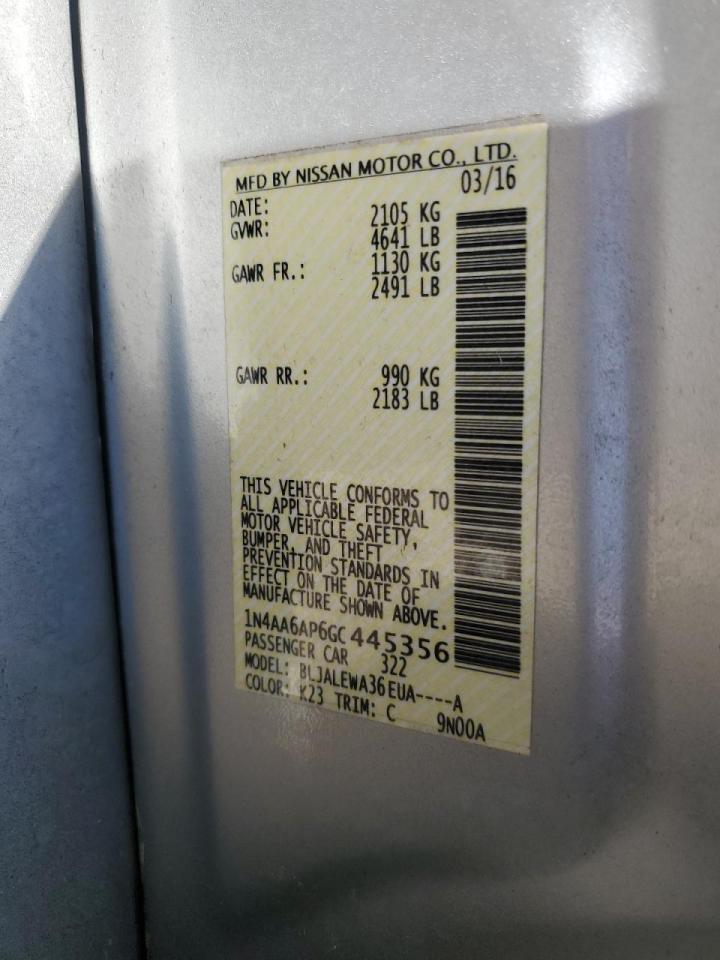 MFD BY NISSAN MOTOR CO., LTD.
DATE: 03/16
GVWR: 2105 KG
4641 LB
GAWR FR.: 1130 KG
2491 LB
GAWR RR.: 990 KG
2183 LB
THIS VEHICLE CONFORMS TO
ALL APPLICABLE FEDERAL
MOTOR VEHICLE SAFETY,
BUMPER, AND THEFT
PREVENTION STANDARDS IN
EFFECT ON THE DATE OF
MANUFACTURE SHOWN ABOVE.
1N4AA6AP6GC445356
PASSENGER CAR 322
MODEL: BLJALEWA36EUA----A
COLOR: K23 TRIM: C 9N00A